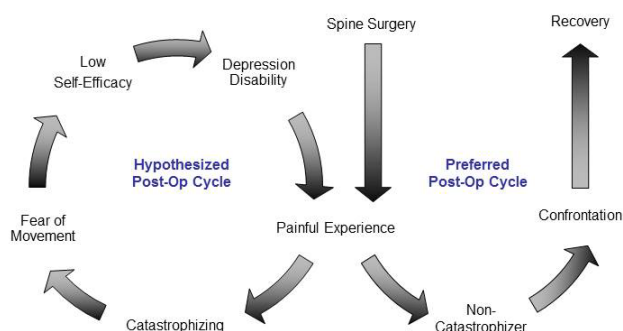 Spine Surgery
Recovery
Low
Self-Efficacy
Depression
Disability
Hypothesized
Post-Op Cycle
Preferred
Post-Op Cycle
Fear of
Movement
Painful Experience
Confrontation
Catastrophizing
Non-
Catastrophizer